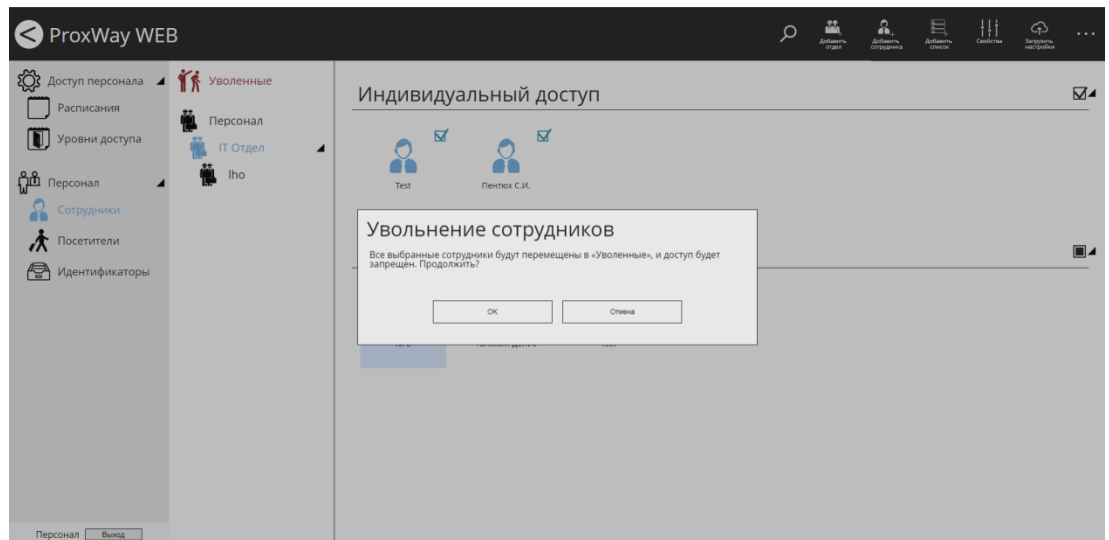 ProxWay WEB
Добавить отдел
Добавить сотрудника
Добавить список
Свойства
Загрузить настройки
Доступ персонала
Расписания
Уровни доступа
Персонал
Сотрудники
Посетители
Идентификаторы
Уволенные
Персонал
IT Отдел
lho
Индивидуальный доступ
Test
Пентюх С.И.
Увольнение сотрудников
Все выбранные сотрудники будут перемещены в «Уволенные», и доступ будет
запрещен. Продолжить?
ОК
Отмена
Персонал
Выход